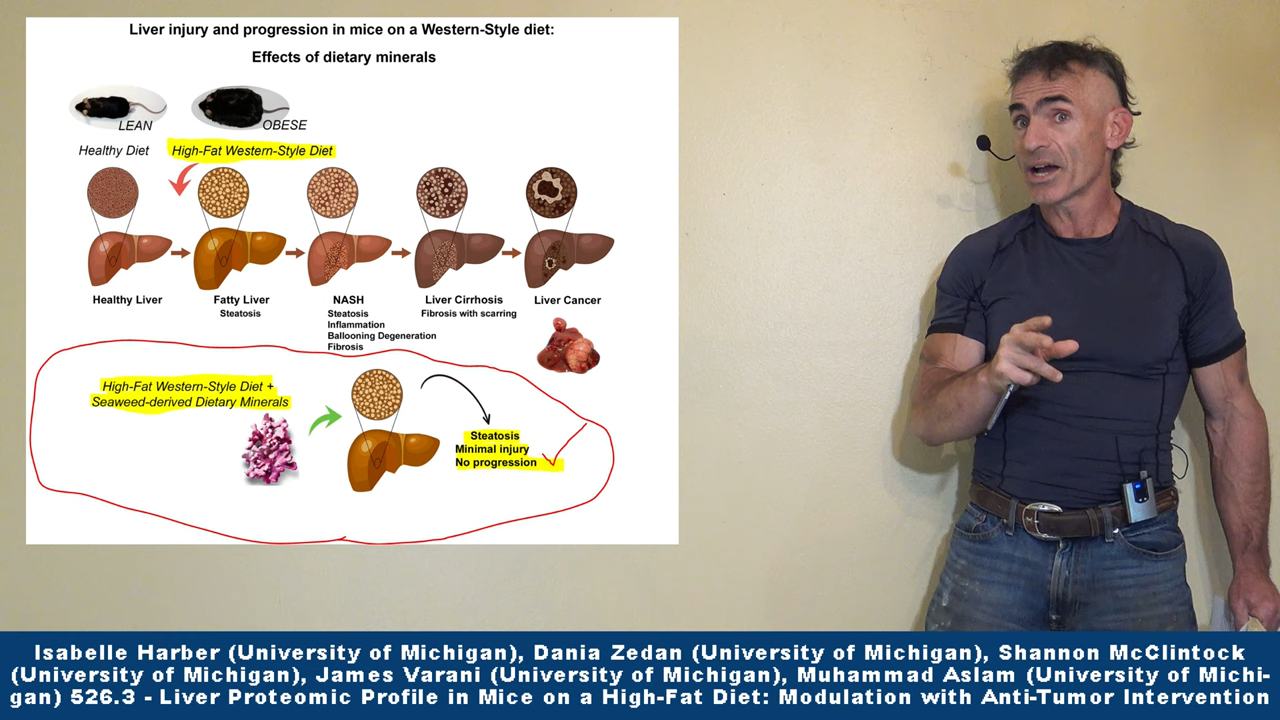 Liver injury and progression in mice on a Western-Style diet:
Effects of dietary minerals
LEAN
OBESE
Healthy Diet
High-Fat Western-Style Diet
Healthy Liver
Fatty Liver
Steatosis
NASH
Steatosis
Inflammation
Ballooning Degeneration
Fibrosis
Liver Cirrhosis
Fibrosis with scarring
Liver Cancer
High-Fat Western-Style Diet +
Seaweed-derived Dietary Minerals
Steatosis
Minimal injury
No progression
Isabelle Harber (University of Michigan), Dania Zedan (University of Michigan), Shannon McClintock
(University of Michigan), James Varani (University of Michigan), Muhammad Aslam (University of Michi-
gan) 526.3 - Liver Proteomic Profile in Mice on a High-Fat Diet: Modulation with Anti-Tumor Intervention